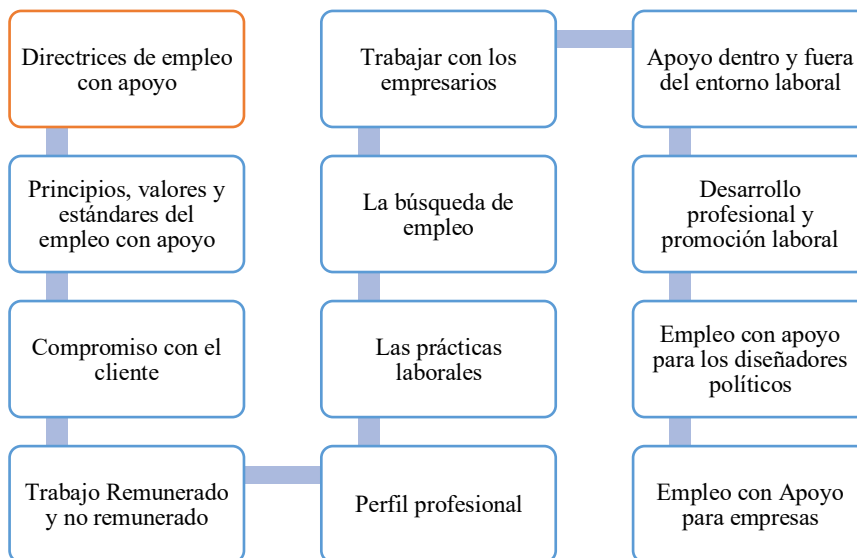 Directrices de empleo
con apoyo
Principios, valores y
estándares del
empleo con apoyo
Compromiso con el
cliente
Trabajo Remunerado
y no remunerado
Perfil profesional
Las prácticas
laborales
La búsqueda de
empleo
Trabajar con los
empresarios
Apoyo dentro y fuera
del entorno laboral
Desarrollo
profesional y
promoción laboral
Empleo con apoyo
para los diseñadores
políticos
Empleo con Apoyo
para empresas